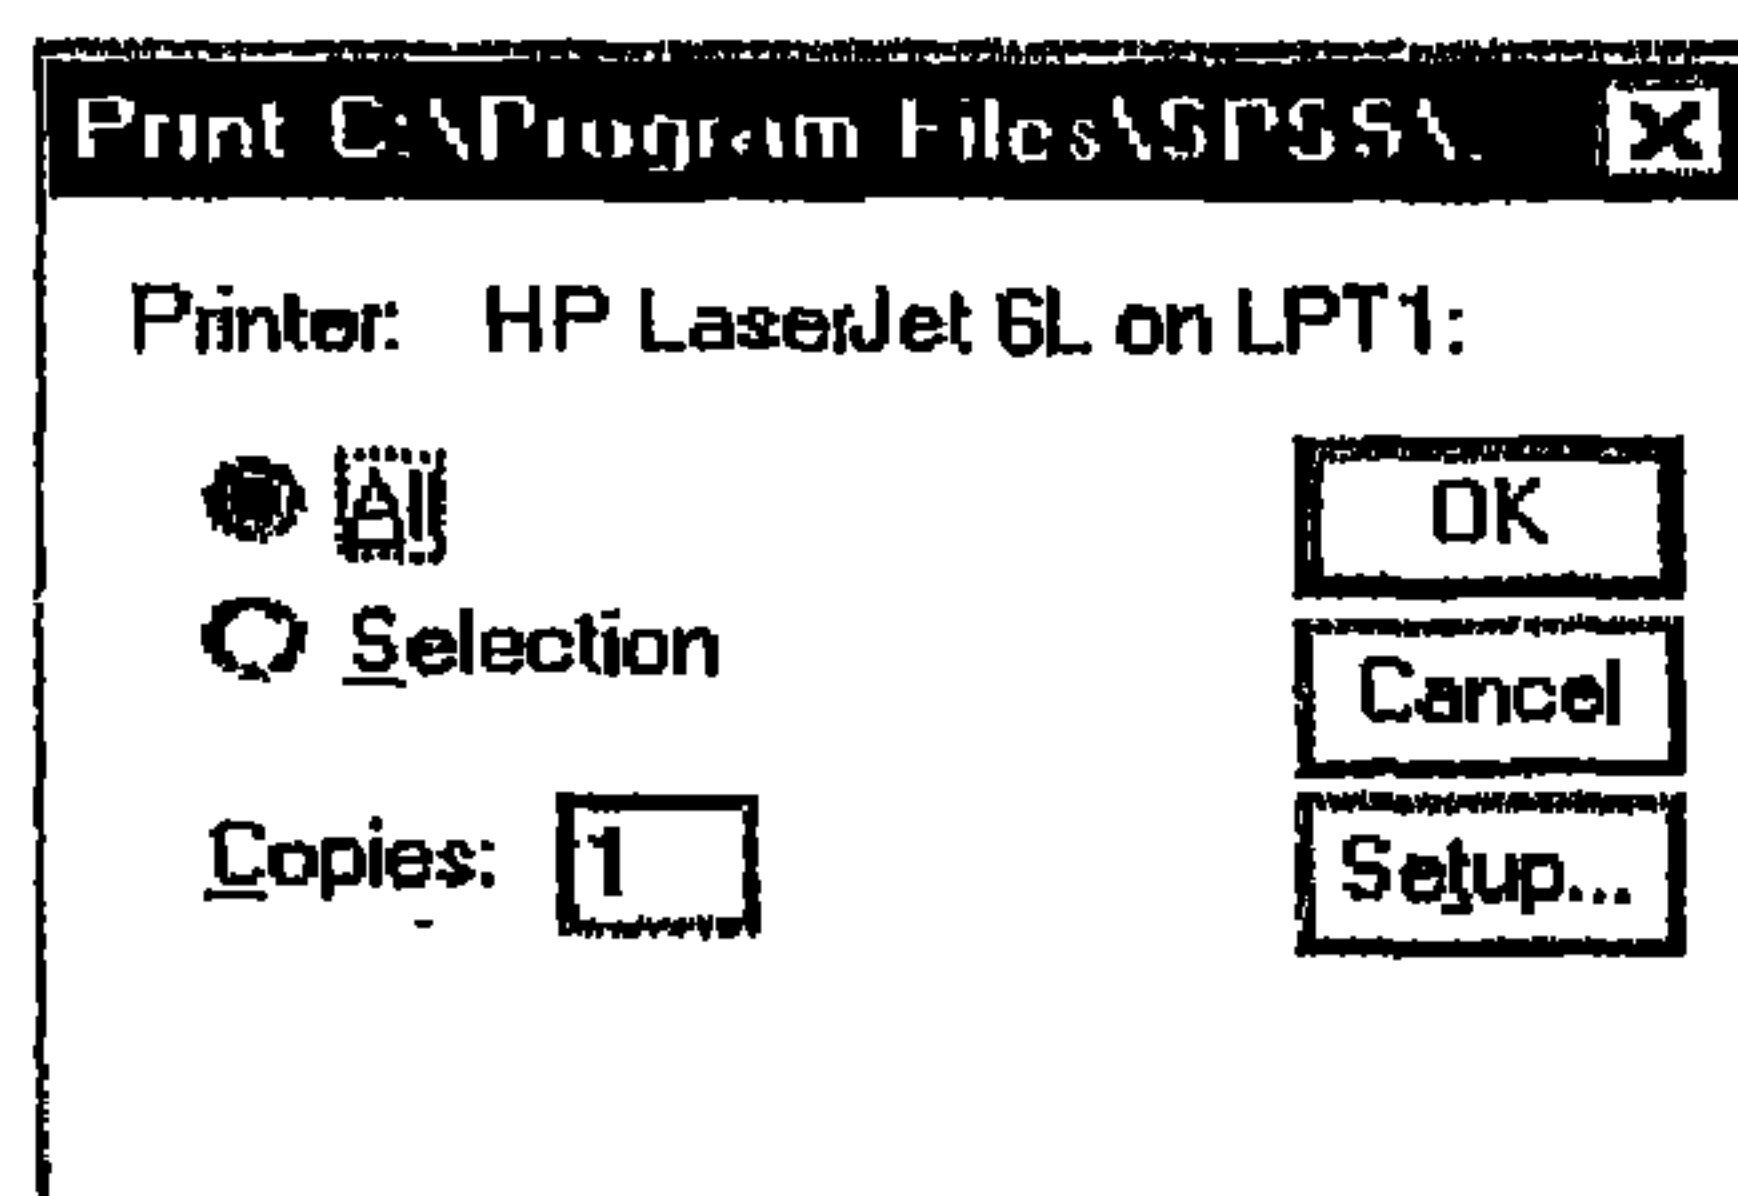 Print C:\Program Files\SPSS\.
Printer: HP LaserJet 6L on LPT1:
All
OK
Selection
Cancel
Copies: 1
Setup...